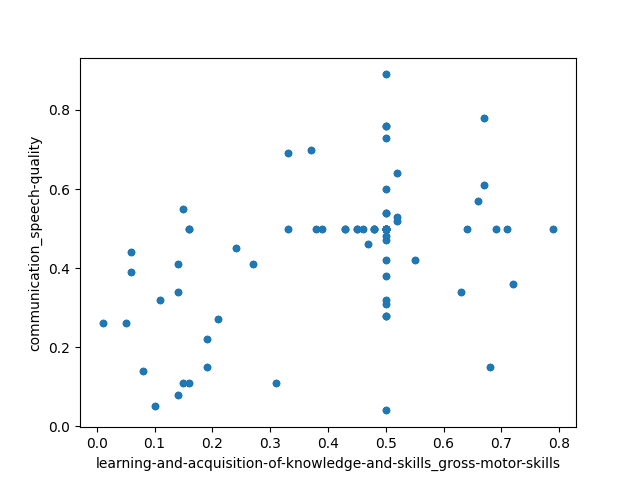 0.8
0.6
0.4
0.2
0.0
communication_speech-quality
0.0 0.1 0.2 0.3 0.4 0.5 0.6 0.7 0.8
learning-and-acquisition-of-knowledge-and-skills_gross-motor-skills